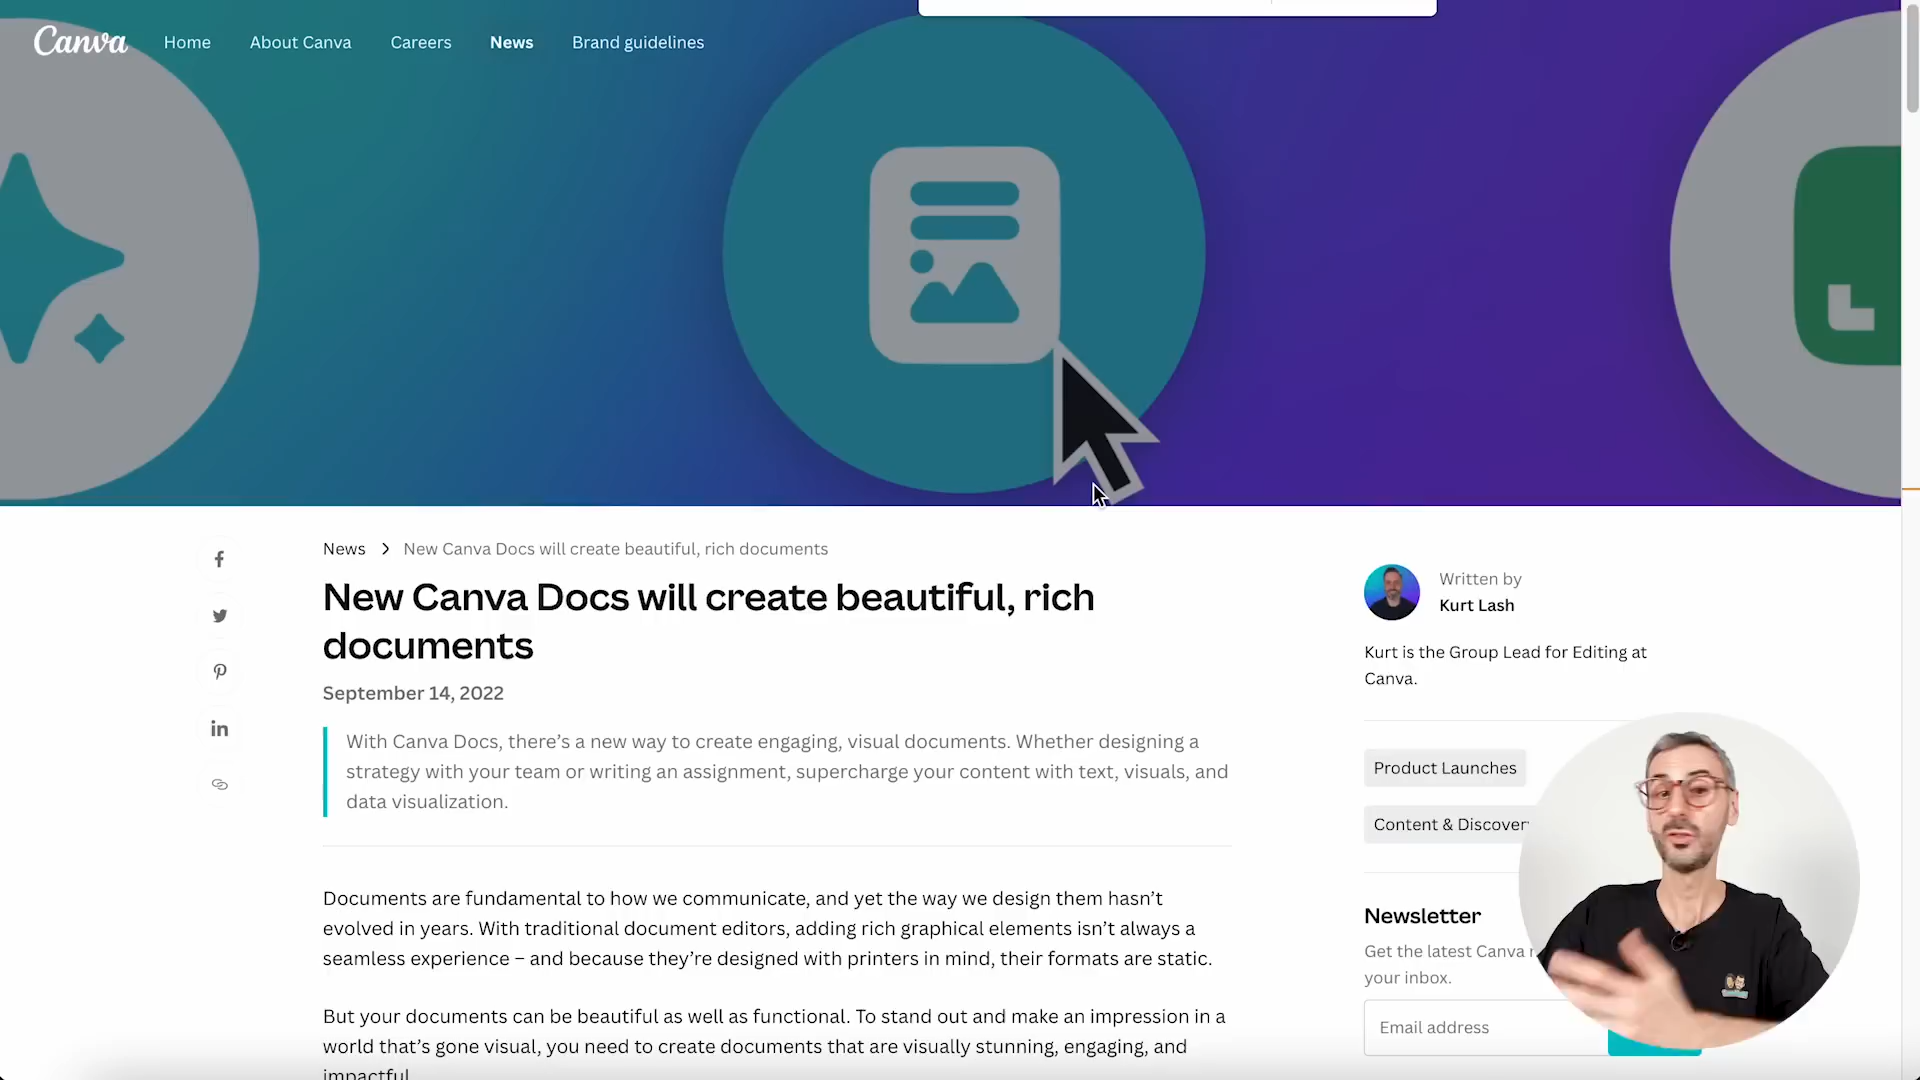 Canva
Home
About Canva
Careers
News
Brand guidelines
News
New Canva Docs will create beautiful, rich documents
New Canva Docs will create beautiful, rich
documents
September 14, 2022
With Canva Docs, there’s a new way to create engaging, visual documents. Whether designing a
strategy with your team or writing an assignment, supercharge your content with text, visuals, and
data visualization.
Documents are fundamental to how we communicate, and yet the way we design them hasn’t
evolved in years. With traditional document editors, adding rich graphical elements isn’t always a
seamless experience – and because they’re designed with printers in mind, their formats are static.
But your documents can be beautiful as well as functional. To stand out and make an impression in a
world that’s gone visual, you need to create documents that are visually stunning, engaging, and
impactful
Written by
Kurt Lash
Kurt is the Group Lead for Editing at
Canva.
Product Launches
Content & Discover
Newsletter
Get the latest Canva
your inbox.
Email address